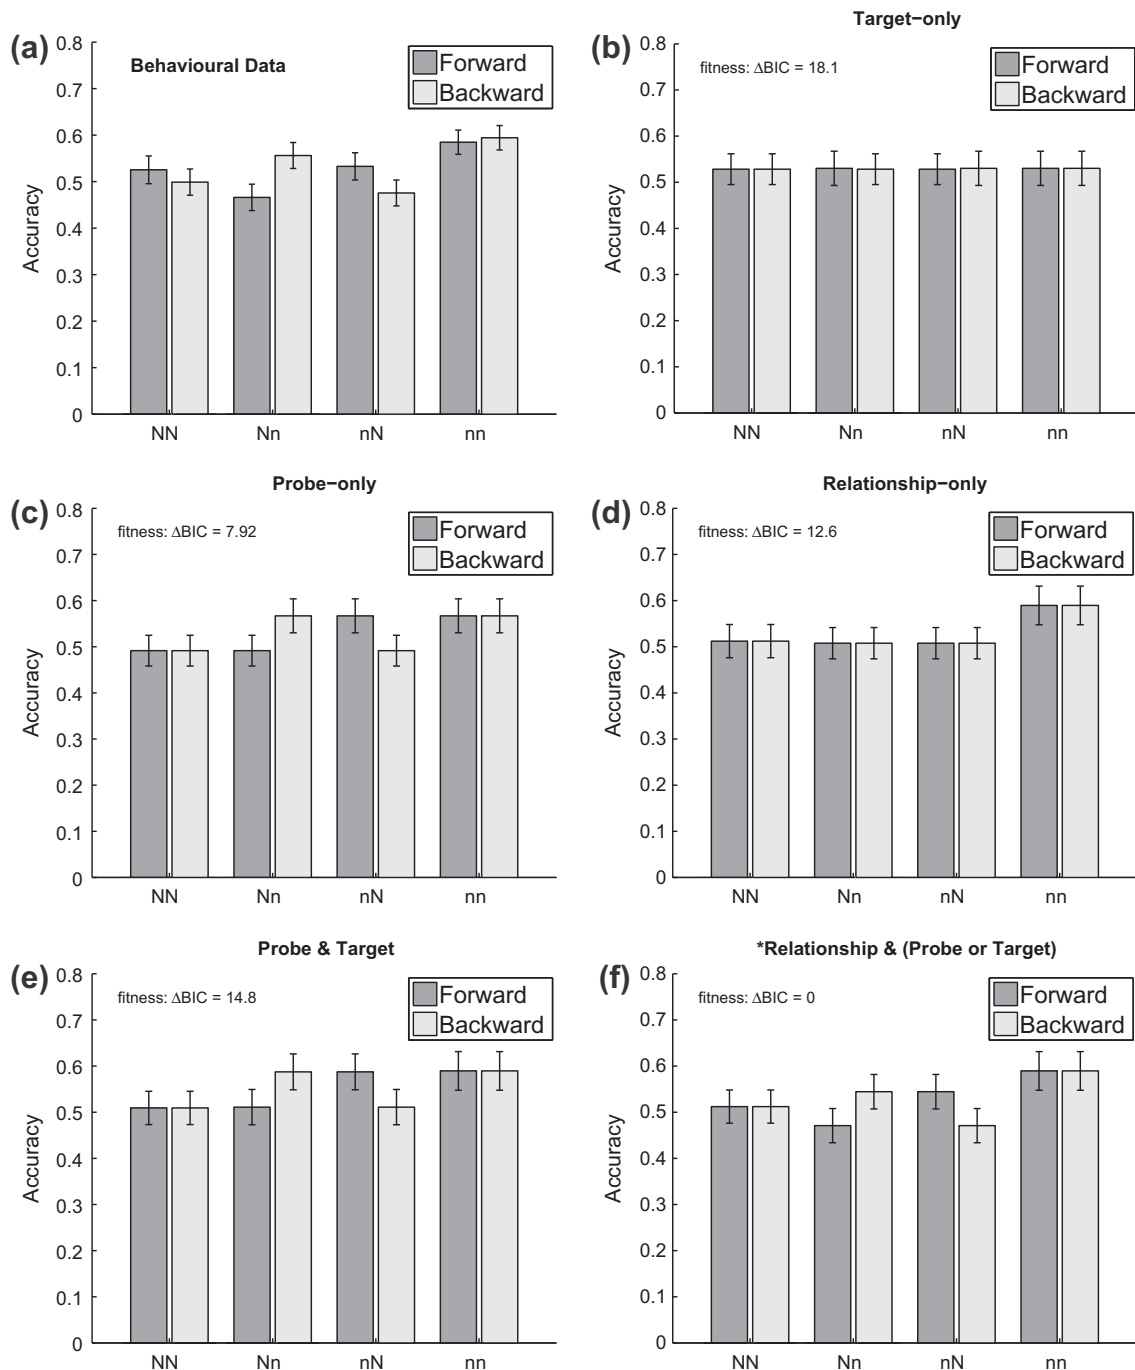 (a)
Behavioural Data
Forward
Backward
Accuracy
0.8
0.7
0.6
0.5
0.4
0.3
0.2
0.1
0
NN Nn nN nn
(b)
Target-only
fitness: ΔBIC = 18.1
Forward
Backward
Accuracy
0.8
0.7
0.6
0.5
0.4
0.3
0.2
0.1
0
NN Nn nN nn
(c)
Probe-only
fitness: ΔBIC = 7.92
Forward
Backward
Accuracy
0.8
0.7
0.6
0.5
0.4
0.3
0.2
0.1
0
NN Nn nN nn
(d)
Relationship-only
fitness: ΔBIC = 12.6
Forward
Backward
Accuracy
0.8
0.7
0.6
0.5
0.4
0.3
0.2
0.1
0
NN Nn nN nn
(e)
Probe & Target
fitness: ΔBIC = 14.8
Forward
Backward
Accuracy
0.8
0.7
0.6
0.5
0.4
0.3
0.2
0.1
0
NN Nn nN nn
(f)
*Relationship & (Probe or Target)
fitness: ΔBIC = 0
Forward
Backward
Accuracy
0.8
0.7
0.6
0.5
0.4
0.3
0.2
0.1
0
NN Nn nN nn